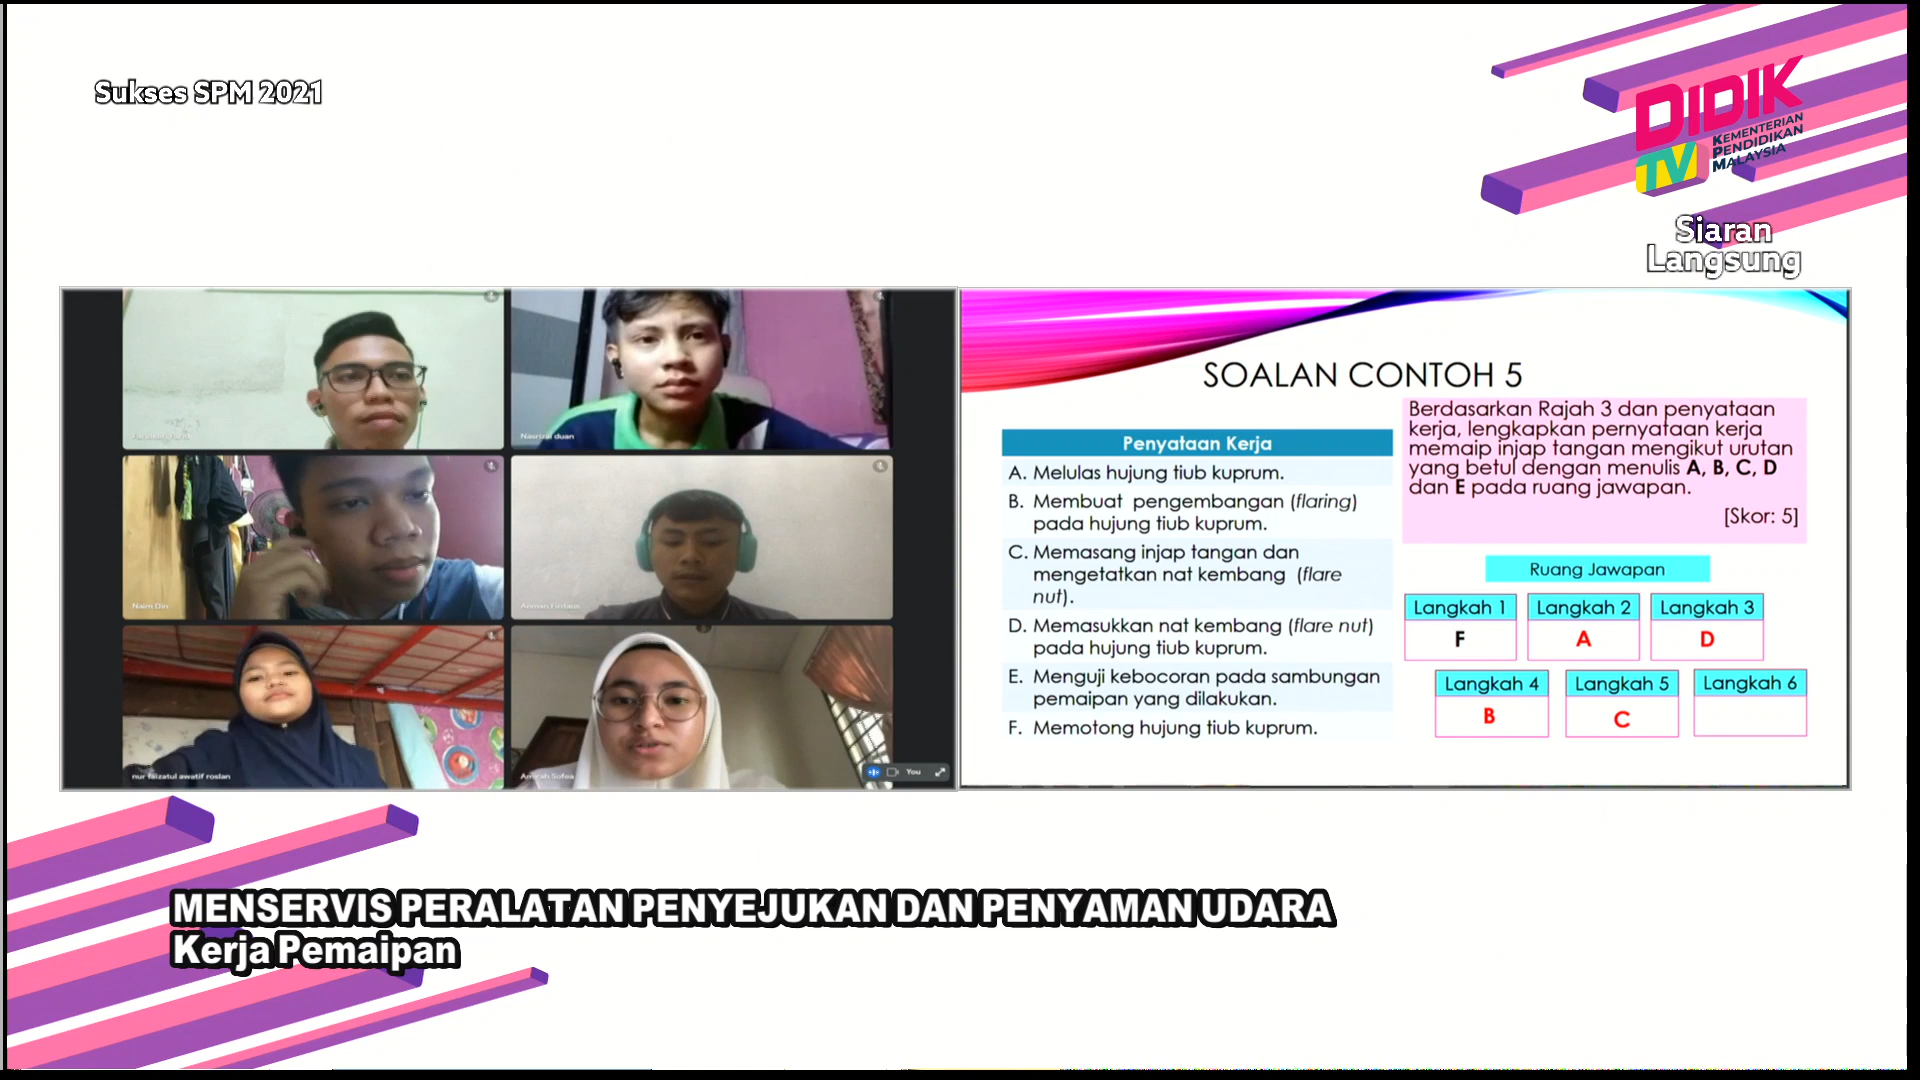 Sukses SPM 2021
DIDIK
TV
KEMENTERIAN
PENDIDIKAN
MALAYSIA
Siaran
Langsung
Naim Din
nur faizatul awatif roslan
You
SOALAN CONTOH 5
Penyataan Kerja
A. Melulas hujung tiub kuprum.
B. Membuat pengembangan (flaring)
pada hujung tiub kuprum.
C. Memasang injap tangan dan
mengetatkan nat kembang (flare
nut).
D. Memasukkan nat kembang (flare nut)
pada hujung tiub kuprum.
E. Menguji kebocoran pada sambungan
pemaipan yang dilakukan.
F. Memotong hujung tiub kuprum.
Berdasarkan Rajah 3 dan penyataan
kerja, lengkapkan pernyataan kerja
memaip injap tangan mengikut urutan
yang betul dengan menulis A, B, C, D
dan E pada ruang jawapan.
[Skor: 5]
Ruang Jawapan
Langkah 1 Langkah 2 Langkah 3
F A D
Langkah 4 Langkah 5 Langkah 6
B C
MENSERVIS PERALATAN PENYEJUKAN DAN PENYAMAN UDARA
Kerja Pemaipan